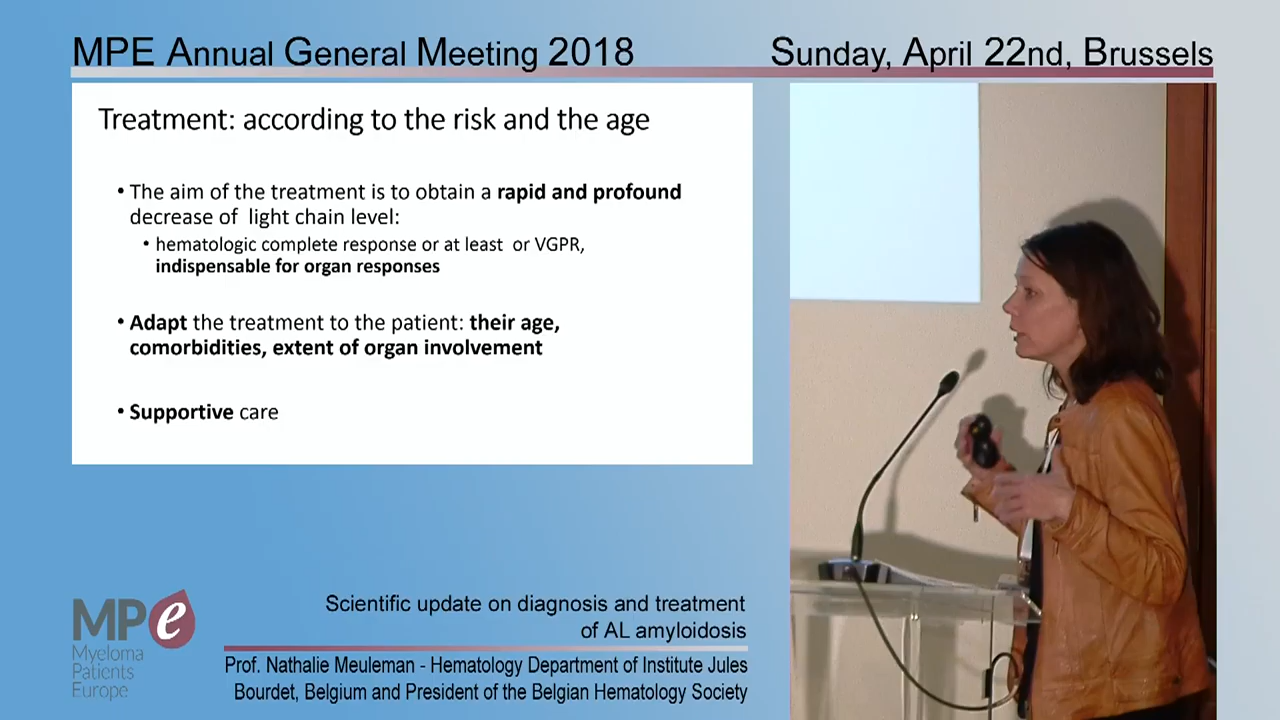 MPE Annual General Meeting 2018
Sunday, April 22nd, Brussels
Treatment: according to the risk and the age
• The aim of the treatment is to obtain a rapid and profound
decrease of light chain level:
• hematologic complete response or at least or VGPR,
indispensable for organ responses
• Adapt the treatment to the patient: their age,
comorbidities, extent of organ involvement
• Supportive care
Scientific update on diagnosis and treatment
of AL amyloidosis
Prof. Nathalie Meuleman - Hematology Department of Institute Jules
Bourdet, Belgium and President of the Belgian Hematology Society
MPe
Myeloma
Patients
Europe